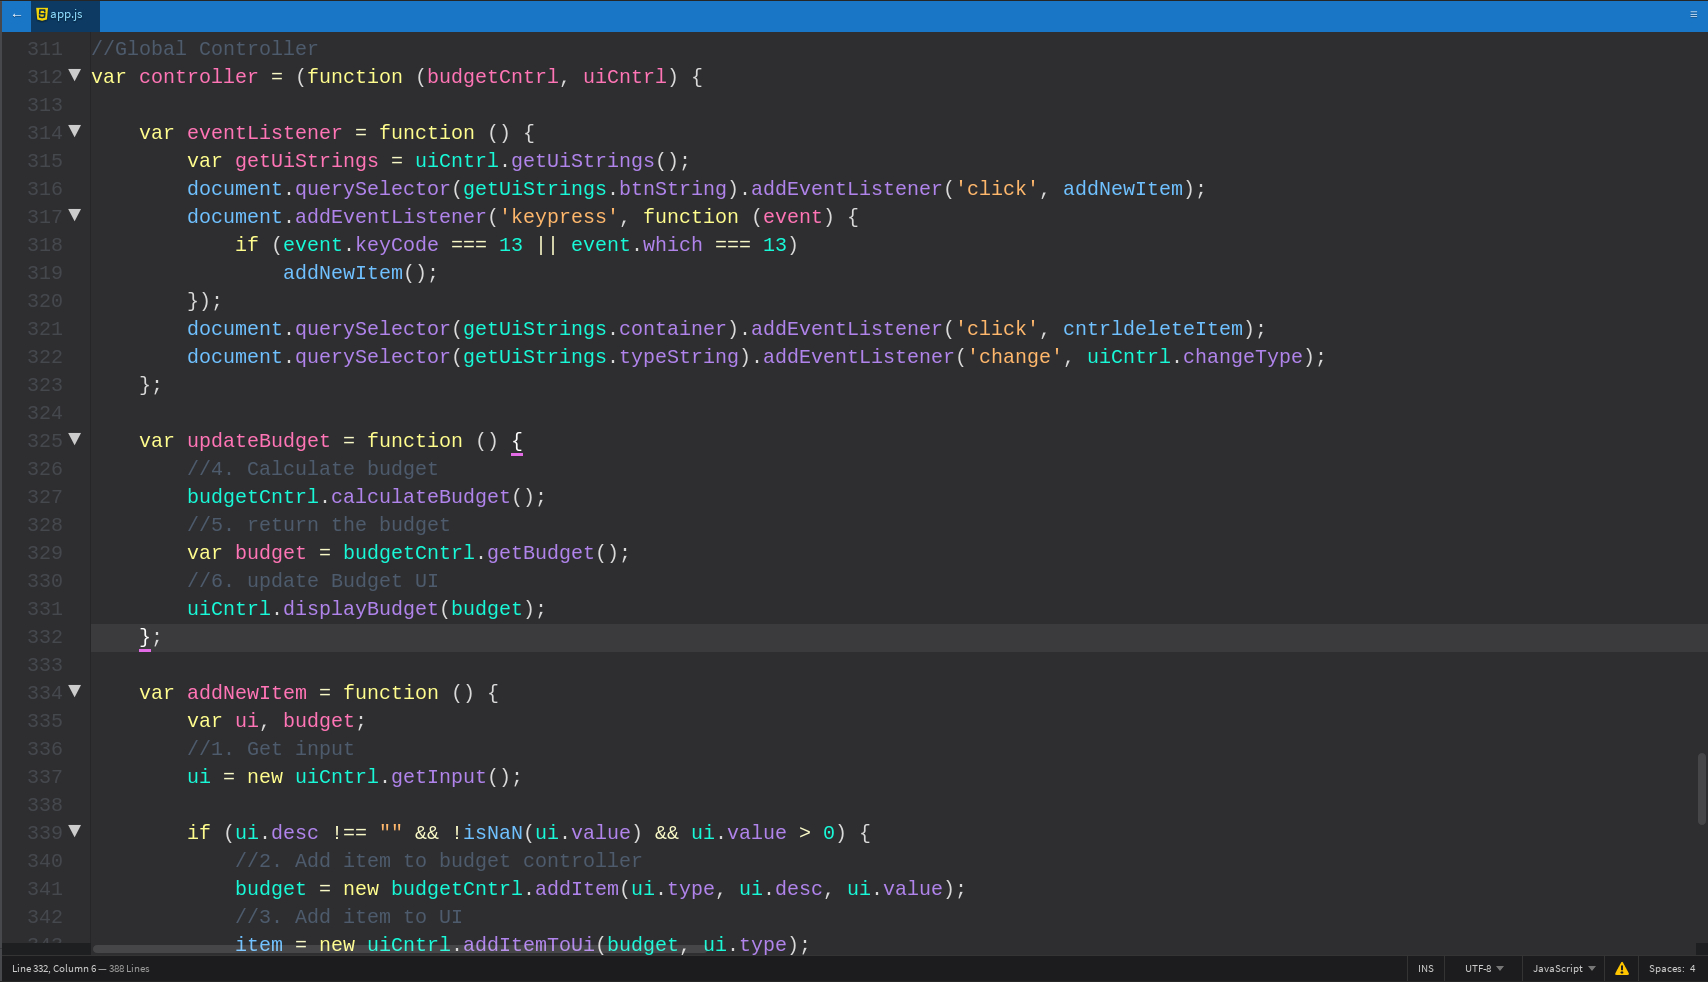 ← app.js ≡
311 //Global Controller
312 ▼ var controller = (function (budgetCntrl, uiCntrl) {
313
314 ▼     var eventListener = function () {
315         var getUiStrings = uiCntrl.getUiStrings();
316         document.querySelector(getUiStrings.btnString).addEventListener('click', addNewItem);
317 ▼         document.addEventListener('keypress', function (event) {
318             if (event.keyCode === 13 || event.which === 13)
319                 addNewItem();
320         });
321         document.querySelector(getUiStrings.container).addEventListener('click', cntrldeleteItem);
322         document.querySelector(getUiStrings.typeString).addEventListener('change', uiCntrl.changeType);
323     };
324
325 ▼     var updateBudget = function () {
326         //4. Calculate budget
327         budgetCntrl.calculateBudget();
328         //5. return the budget
329         var budget = budgetCntrl.getBudget();
330         //6. update Budget UI
331         uiCntrl.displayBudget(budget);
332     };
333
334 ▼     var addNewItem = function () {
335         var ui, budget;
336         //1. Get input
337         ui = new uiCntrl.getInput();
338
339 ▼         if (ui.desc !== "" && !isNaN(ui.value) && ui.value > 0) {
340             //2. Add item to budget controller
341             budget = new budgetCntrl.addItem(ui.type, ui.desc, ui.value);
342             //3. Add item to UI
343             item = new uiCntrl.addItemToUi(budget, ui.type);
Line 332, Column 6 — 388 Lines INS UTF-8 JavaScript Spaces: 4